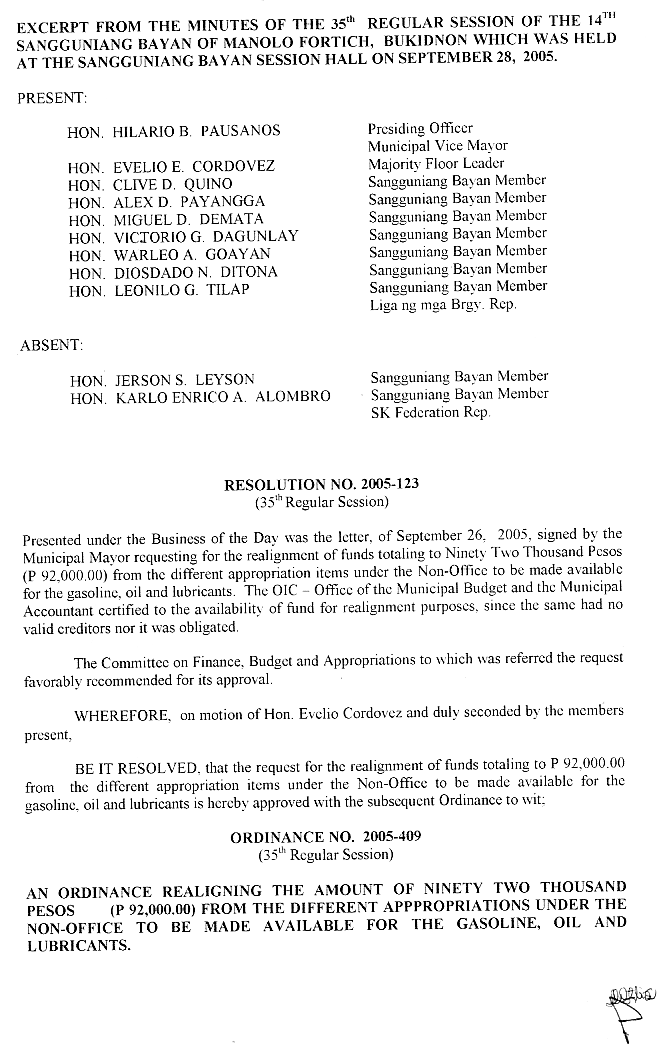 EXCERPT FROM THE MINUTES OF THE 35th REGULAR SESSION OF THE 14TH
SANGGUNIANG BAYAN OF MANOLO FORTICH, BUKIDNON WHICH WAS HELD
AT THE SANGGUNIANG BAYAN SESSION HALL ON SEPTEMBER 28, 2005.
PRESENT:
HON. HILARIO B. PAUSANOS Presiding Officer
Municipal Vice Mayor
HON. EVELIO E. CORDOVEZ Majority Floor Leader
HON. CLIVE D. QUINO Sangguniang Bayan Member
HON. ALEX D. PAYANGGA Sangguniang Bayan Member
HON. MIGUEL D. DEMATA Sangguniang Bayan Member
HON. VICTORIO G. DAGUNLAY Sangguniang Bayan Member
HON. WARLEO A. GOAYAN Sangguniang Bayan Member
HON. DIOSDADO N. DITONA Sangguniang Bayan Member
HON. LEONILO G. TILAP Sangguniang Bayan Member
Liga ng mga Brgy. Rep.
ABSENT:
HON. JERSON S. LEYSON Sangguniang Bayan Member
HON. KARLO ENRICO A. ALOMBRO Sangguniang Bayan Member
SK Federation Rep.
RESOLUTION NO. 2005-123
(35th Regular Session)
Presented under the Business of the Day was the letter, of September 26, 2005, signed by the
Municipal Mayor requesting for the realignment of funds totaling to Ninety Two Thousand Pesos
(P 92,000.00) from the different appropriation items under the Non-Office to be made available
for the gasoline, oil and lubricants. The OIC – Office of the Municipal Budget and the Municipal
Accountant certified to the availability of fund for realignment purposes, since the same had no
valid creditors nor it was obligated.
The Committee on Finance, Budget and Appropriations to which was referred the request
favorably recommended for its approval.
WHEREFORE, on motion of Hon. Evelio Cordovez and duly seconded by the members
present,
BE IT RESOLVED, that the request for the realignment of funds totaling to P 92,000.00
from the different appropriation items under the Non-Office to be made available for the
gasoline, oil and lubricants is hereby approved with the subsequent Ordinance to wit:
ORDINANCE NO. 2005-409
(35th Regular Session)
AN ORDINANCE REALIGNING THE AMOUNT OF NINETY TWO THOUSAND
PESOS (P 92,000.00) FROM THE DIFFERENT APPPROPRIATIONS UNDER THE
NON-OFFICE TO BE MADE AVAILABLE FOR THE GASOLINE, OIL AND
LUBRICANTS.